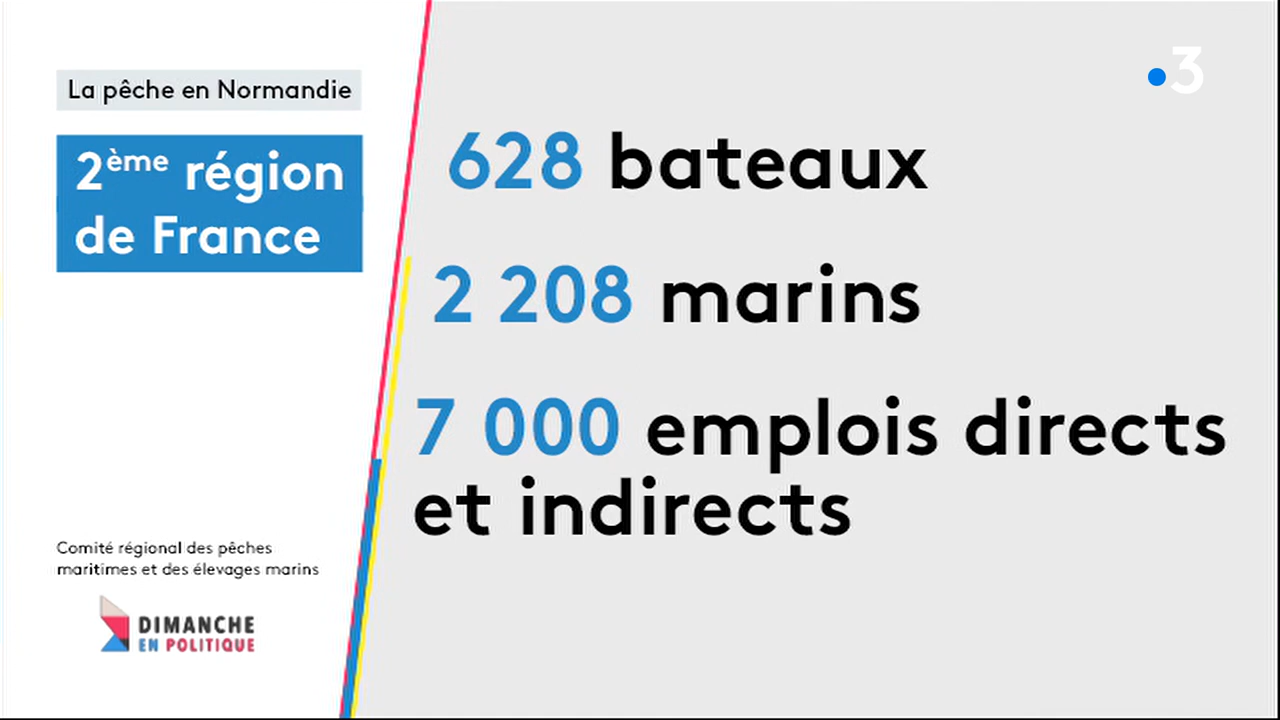 La pêche en Normandie
2ème région
de France
3
628 bateaux
2 208 marins
7 000 emplois directs
et indirects
Comité régional des pêches
maritimes et des élevages marins
DIMANCHE
EN POLITIQUE